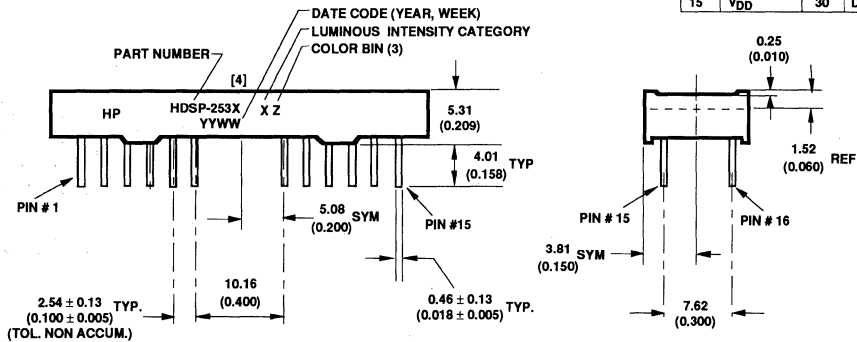 15 VDD 30
DATE CODE (YEAR, WEEK)
LUMINOUS INTENSITY CATEGORY
COLOR BIN (3)
PART NUMBER
[4]
HP
HDSP-253X X Z
YYWW
5.31
(0.209)
4.01
(0.158) TYP
PIN # 1
5.08
(0.200) SYM
PIN #15
10.16
(0.400)
2.54 ± 0.13
(0.100 ± 0.005) TYP.
(TOL. NON ACCUM.)
0.46 ± 0.13
(0.018 ± 0.005) TYP.
0.25
(0.010)
1.52
(0.060) REF
PIN # 15
PIN # 16
3.81
(0.150) SYM
7.62
(0.300)